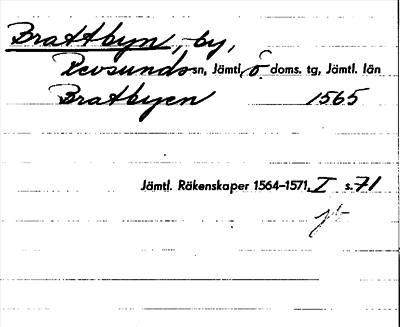 Brattbyn, by,
Revsunds sn, Jämtl. ö. doms. tg, Jämtl. län
Bratbyen 1565
Jämtl. Räkenskaper 1564–1571, I s. 71